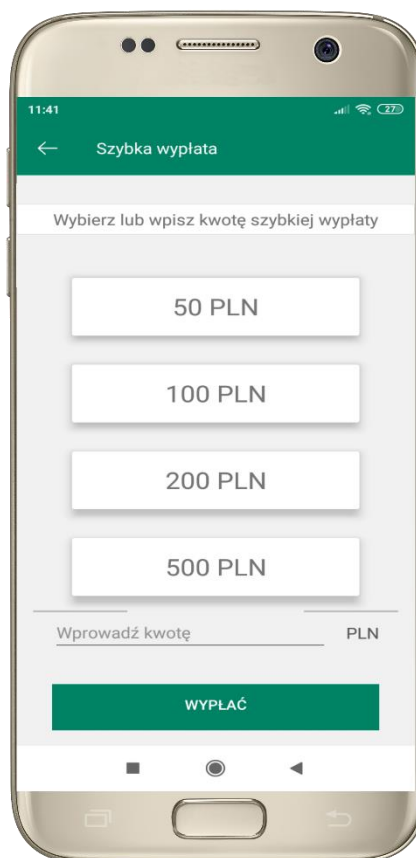 11:41
27
Szybka wypłata
Wybierz lub wpisz kwotę szybkiej wypłaty
50 PLN
100 PLN
200 PLN
500 PLN
Wprowadź kwotę PLN
WYPŁAĆ